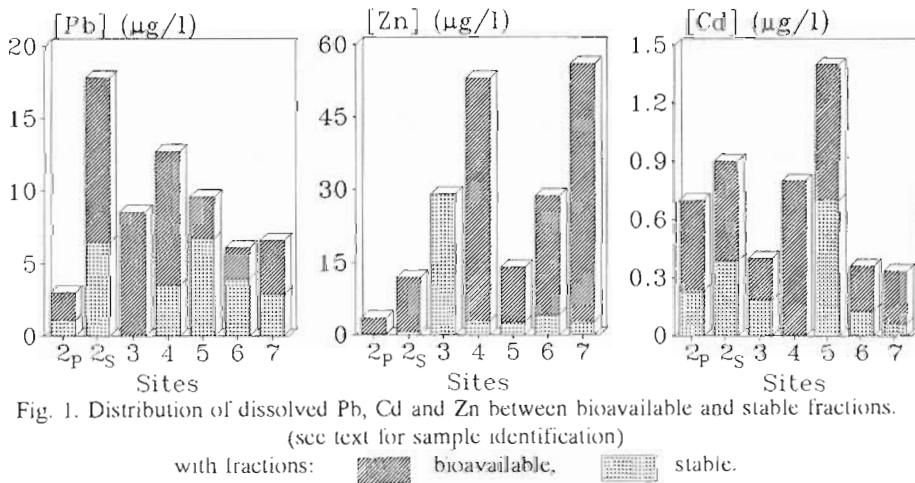 [Pb] (μg/l)
20
15
10
5
0
2P 2S 3 4 5 6 7
Sites
[Zn] (μg/l)
60
45
30
15
0
2P 2S 3 4 5 6 7
Sites
[Cd] (μg/l)
1.5
1.2
0.9
0.6
0.3
0
2P 2S 3 4 5 6 7
Sites
Fig. 1. Distribution of dissolved Pb, Cd and Zn between bioavailable and stable fractions.
(see text for sample identification)
with fractions: bioavailable, stable.